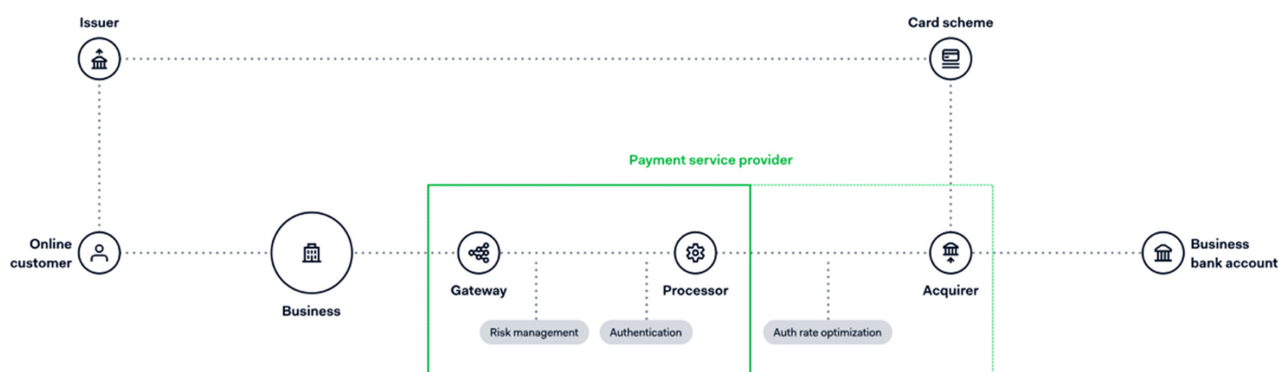 Issuer
Card scheme
Payment service provider
Online
customer
Business
Gateway
Processor
Acquirer
Business
bank account
Risk management
Authentication
Auth rate optimization